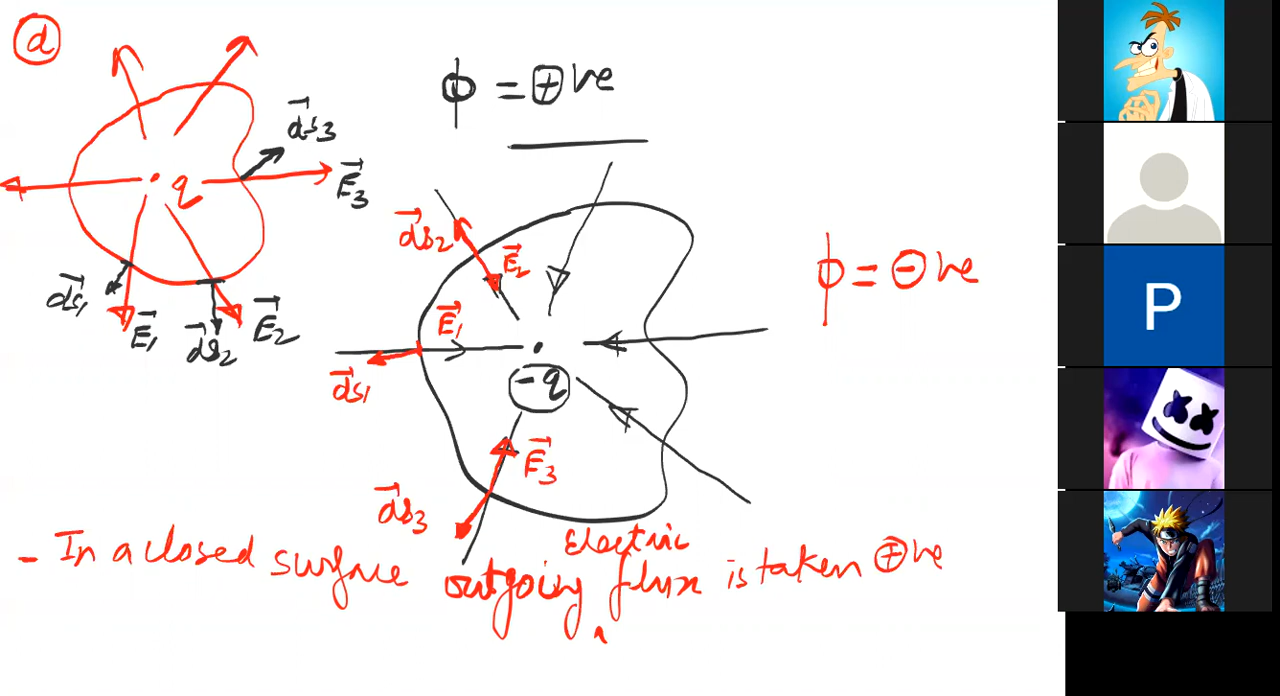 d
ϕ = ⊕ve
ds3
q
E3
ds1
E1
ds2
E2
ds2
E2
ϕ = ⊖ve
E1
ds1
-q
E3
ds3
P
Electric
- In a closed surface outgoing flux is taken ⊕ve